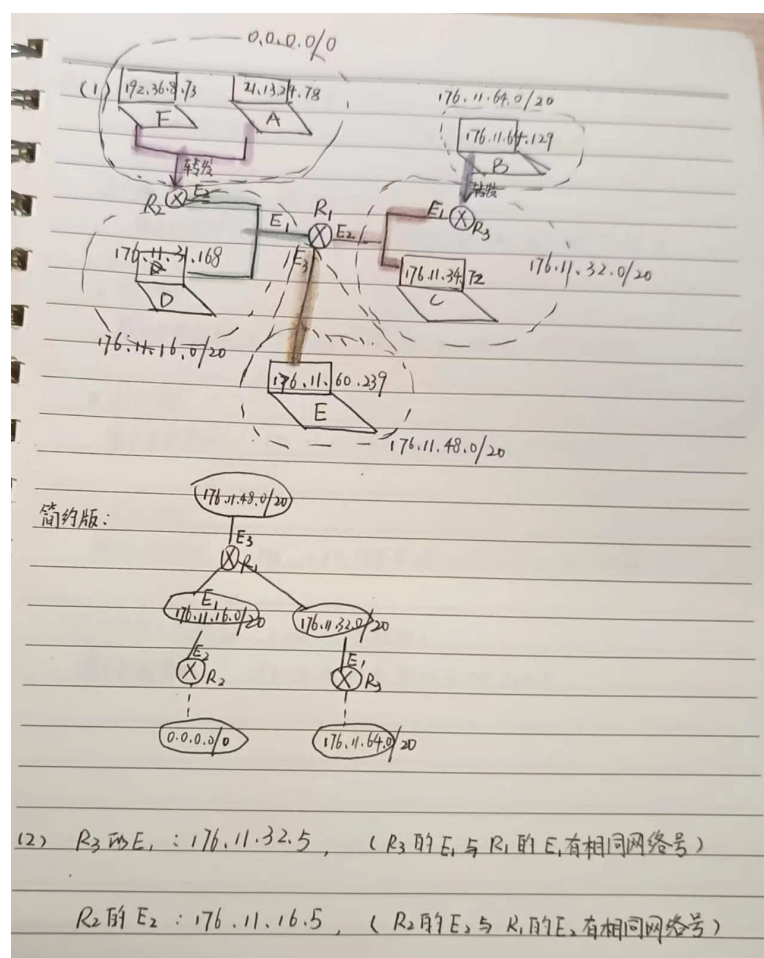 0.0.0.0/0
(1) 192.36.8.73
F
21.13.24.78
A
176.11.64.0/20
176.11.64.129
B
转发
转发
R2 E2
R1
E1 E2
E3
E1 R3
176.11.31.168
D
176.11.34.72
C
176.11.32.0/20
176.11.16.0/20
176.11.60.239
E
176.11.48.0/20
简约版:
176.11.48.0/20
E3
R1
E1
176.11.16.0/20
176.11.32.0/20
E2
R2
E1
R3
0.0.0.0/0
176.11.64.0/20
(2) R3的E1: 176.11.32.5, (R3的E1与R1的E1有相同网络号)
R2的E2: 176.11.16.5, (R2的E2与R1的E2有相同网络号)